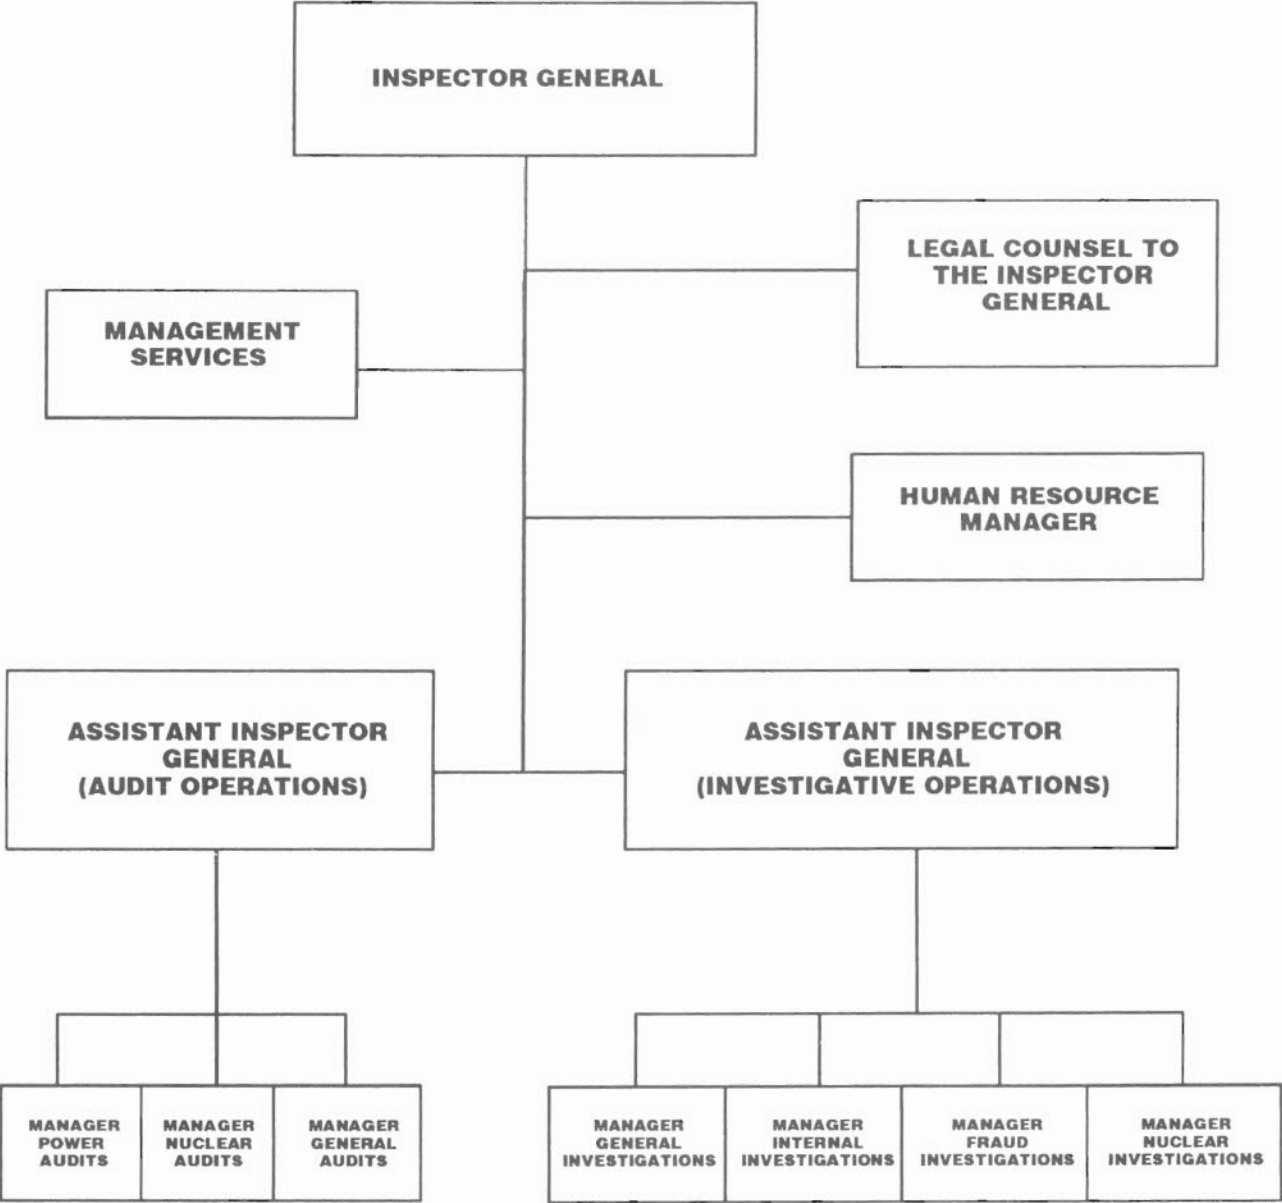 INSPECTOR GENERAL
LEGAL COUNSEL TO
THE INSPECTOR
GENERAL
MANAGEMENT
SERVICES
HUMAN RESOURCE
MANAGER
ASSISTANT INSPECTOR
GENERAL
(AUDIT OPERATIONS)
ASSISTANT INSPECTOR
GENERAL
(INVESTIGATIVE OPERATIONS)
MANAGER
POWER
AUDITS
MANAGER
NUCLEAR
AUDITS
MANAGER
GENERAL
AUDITS
MANAGER
GENERAL
INVESTIGATIONS
MANAGER
INTERNAL
INVESTIGATIONS
MANAGER
FRAUD
INVESTIGATIONS
MANAGER
NUCLEAR
INVESTIGATIONS